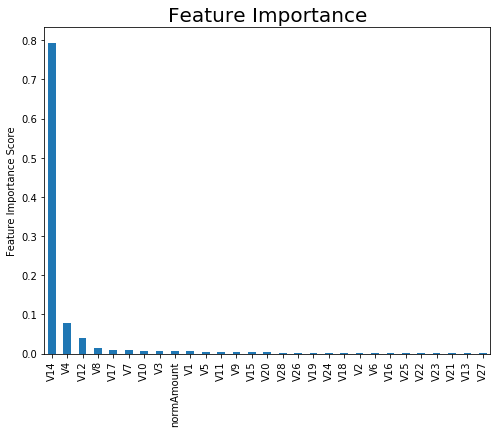 Feature Importance
Feature Importance Score
0.8
0.7
0.6
0.5
0.4
0.3
0.2
0.1
0.0
V14
V4
V12
V8
V17
V7
V10
V3
normAmount
V1
V5
V11
V9
V15
V20
V28
V26
V19
V24
V18
V2
V6
V16
V25
V22
V23
V21
V13
V27